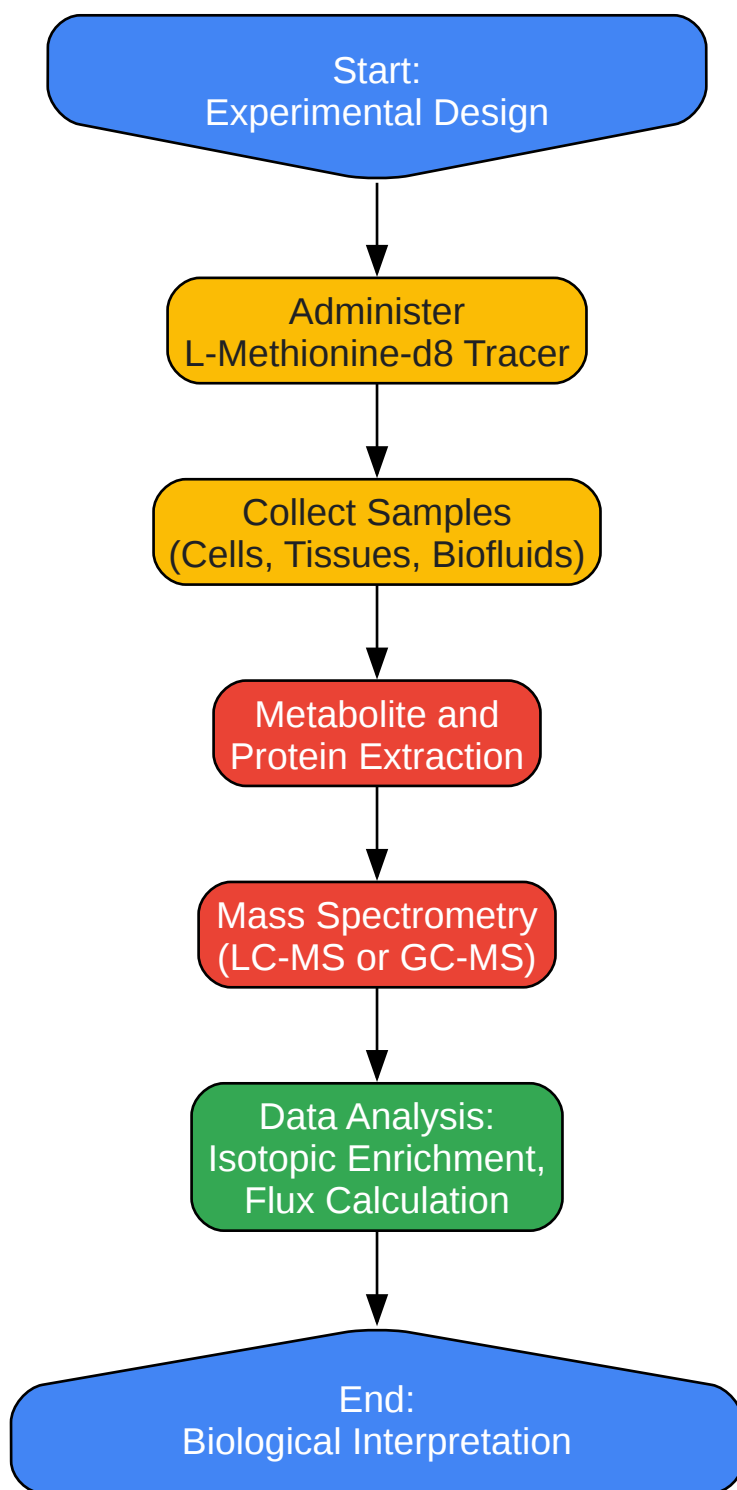 Start:
Experimental Design
Administer
L-Methionine-d8 Tracer
Collect Samples
(Cells, Tissues, Biofluids)
Metabolite and
Protein Extraction
Mass Spectrometry
(LC-MS or GC-MS)
Data Analysis:
Isotopic Enrichment,
Flux Calculation
End:
Biological Interpretation